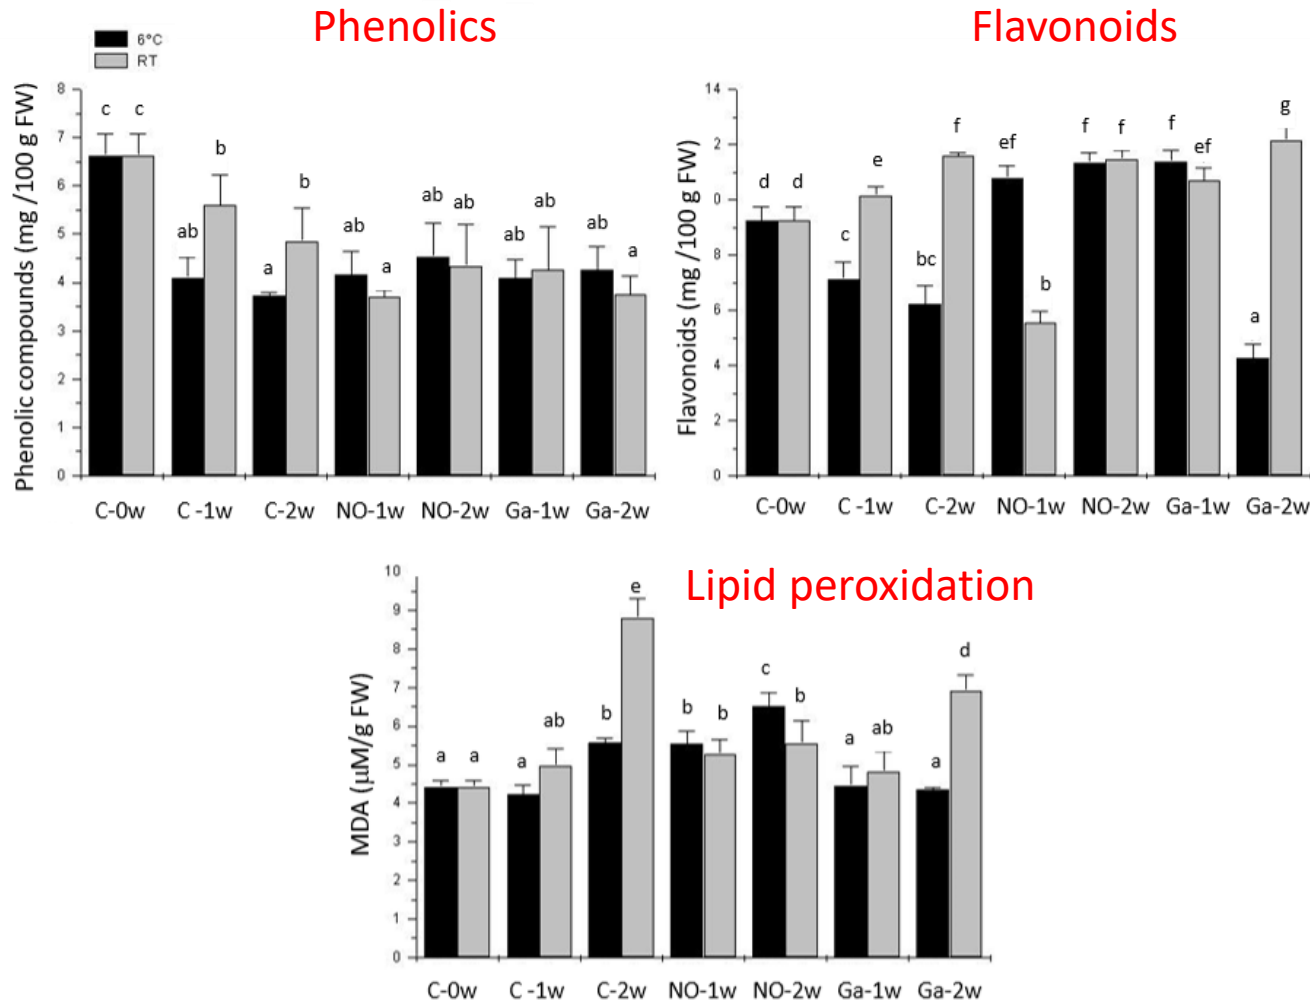 Phenolics
6°C
RT
Phenolic compounds (mg /100 g FW)
8
7
6
5
4
3
2
1
0
c c
ab b
a b
ab a
ab ab
ab ab
ab a
C-0w C -1w C-2w NO-1w NO-2w Ga-1w Ga-2w
Flavonoids
Flavonoids (mg /100 g FW)
14
2
0
8
6
4
2
0
d d
c e
bc f
ef b
f f
f ef
a g
C-0w C -1w C-2w NO-1w NO-2w Ga-1w Ga-2w
Lipid peroxidation
MDA (µM/g FW)
10
9
8
7
6
5
4
3
2
1
0
a a
a ab
b e
b b
c b
a ab
a d
C-0w C -1w C-2w NO-1w NO-2w Ga-1w Ga-2w